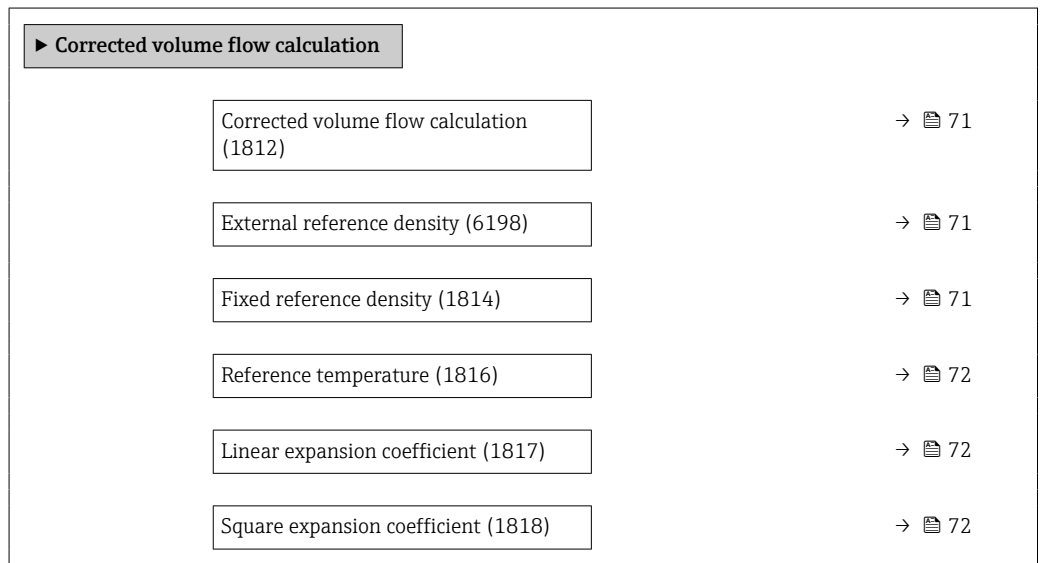 ▶ Corrected volume flow calculation
Corrected volume flow calculation → 71
(1812)
External reference density (6198) → 71
Fixed reference density (1814) → 71
Reference temperature (1816) → 72
Linear expansion coefficient (1817) → 72
Square expansion coefficient (1818) → 72